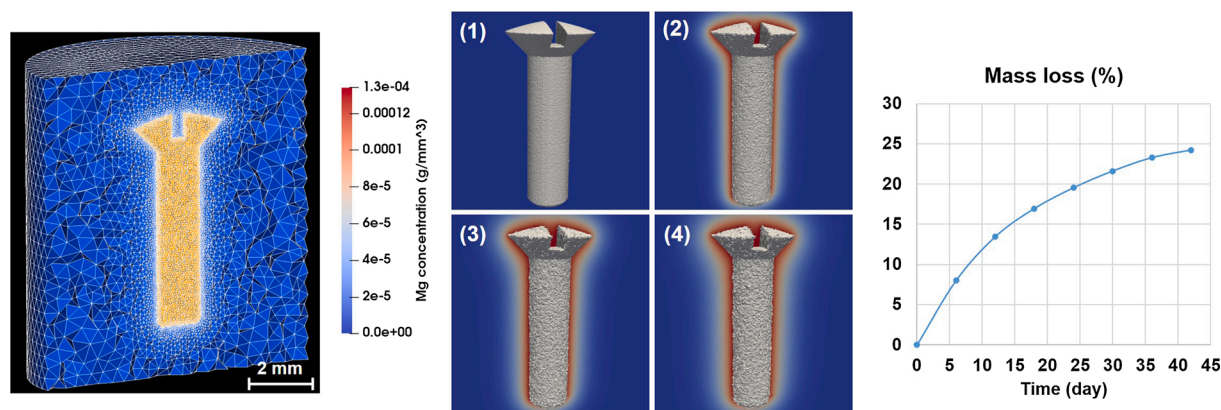 2 mm
1.3e-04
0.00012
0.0001
8e-5
6e-5
4e-5
2e-5
0.0e+00
Mg concentration (g/mm^3)
(1)
(2)
(3)
(4)
Mass loss (%)
30
25
20
15
10
5
0
0 5 10 15 20 25 30 35 40 45
Time (day)